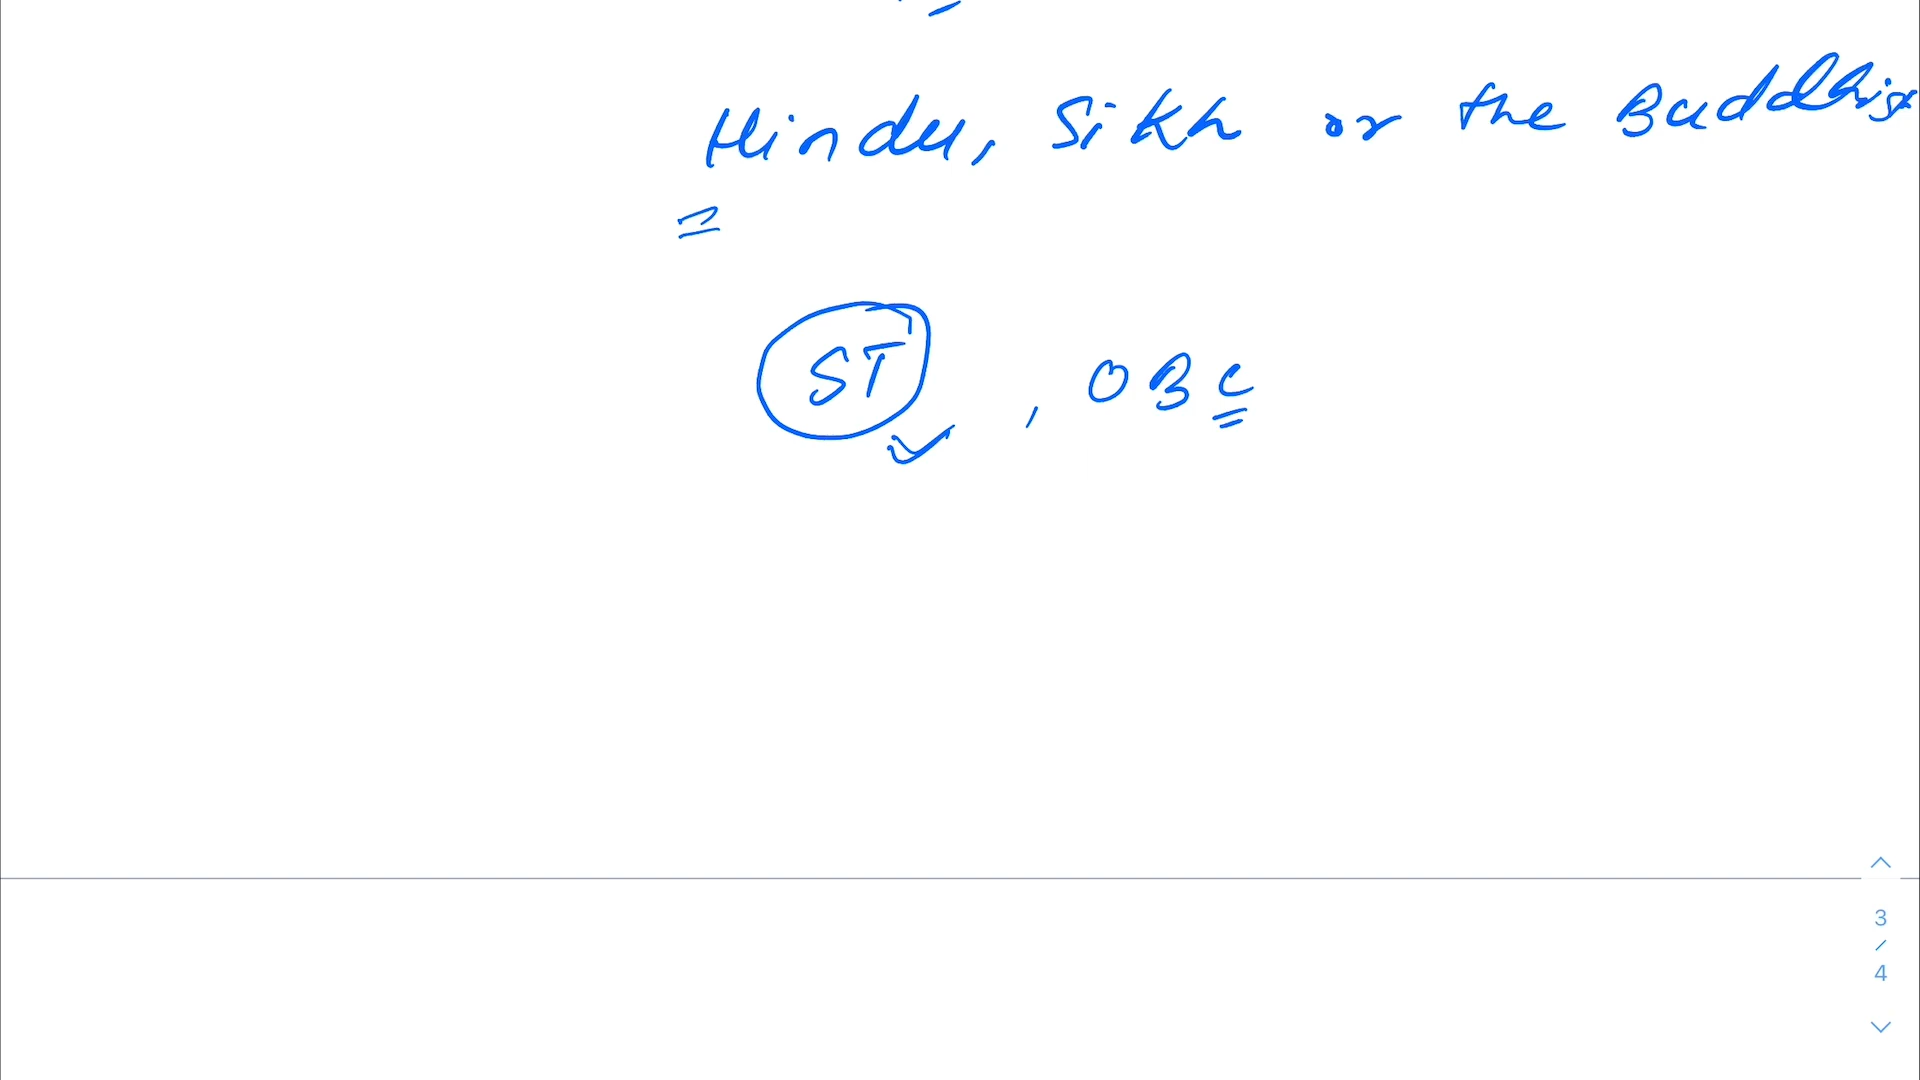 Hindu, Sikh or the Buddhist
=
ST, OBC
3
/
4